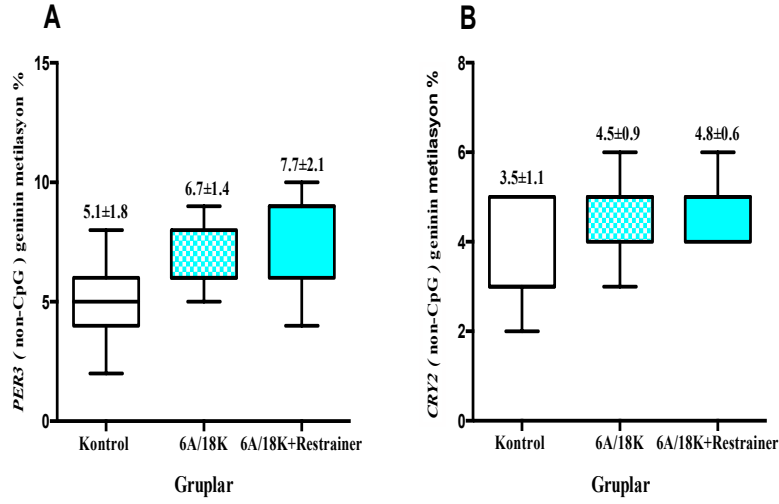 A
PER3 ( non-CpG ) geninin metilasyon %
15
10
5
0
5.1±1.8
6.7±1.4
7.7±2.1
Kontrol
6A/18K
6A/18K+Restrainer
Gruplar
B
CRY2 ( non-CpG ) geninin metilasyon %
8
6
4
2
0
3.5±1.1
4.5±0.9
4.8±0.6
Kontrol
6A/18K
6A/18K+Restrainer
Gruplar